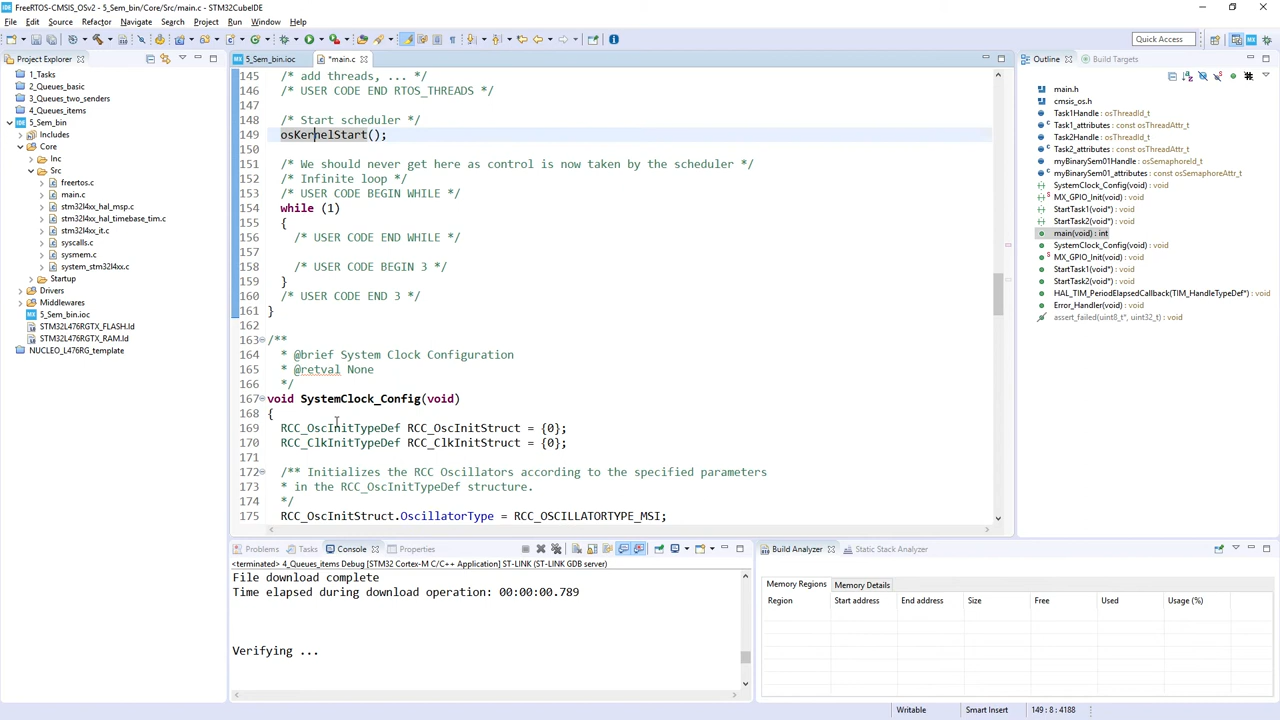 FreeRTOS-CMSIS_OSv2 - 5_Sem_bin/Core/Src/main.c - STM32CubeIDE
File Edit Source Refactor Navigate Search Project Run Window Help
Quick Access
Project Explorer
1_Tasks
2_Queues_basic
3_Queues_two_senders
4_Queues_items
5_Sem_bin
Includes
Core
Inc
Src
freertos.c
main.c
stm32l4xx_hal_msp.c
stm32l4xx_hal_timebase_tim.c
stm32l4xx_it.c
syscalls.c
sysmem.c
system_stm32l4xx.c
Startup
Drivers
Middlewares
5_Sem_bin.ioc
STM32L476RGTX_FLASH.ld
STM32L476RGTX_RAM.ld
NUCLEO_L476RG_template
5_Sem_bin.ioc *main.c
145 /* add threads, ... */
146 /* USER CODE END RTOS_THREADS */
147
148 /* Start scheduler */
149 osKernelStart();
150
151 /* We should never get here as control is now taken by the scheduler */
152 /* Infinite loop */
153 /* USER CODE BEGIN WHILE */
154 while (1)
155 {
156 /* USER CODE END WHILE */
157
158 /* USER CODE BEGIN 3 */
159 }
160 /* USER CODE END 3 */
161 }
162
163 /**
164 * @brief System Clock Configuration
165 * @retval None
166 */
167 void SystemClock_Config(void)
168 {
169 RCC_OscInitTypeDef RCC_OscInitStruct = {0};
170 RCC_ClkInitTypeDef RCC_ClkInitStruct = {0};
171
172 /** Initializes the RCC Oscillators according to the specified parameters
173 * in the RCC_OscInitTypeDef structure.
174 */
175 RCC_OscInitStruct.OscillatorType = RCC_OSCILLATORTYPE_MSI;
Outline Build Targets
main.h
cmsis_os.h
Task1Handle : osThreadId_t
Task1_attributes : const osThreadAttr_t
Task2Handle : osThreadId_t
Task2_attributes : const osThreadAttr_t
myBinarySem01Handle : osSemaphoreId_t
myBinarySem01_attributes : const osSemaphoreAttr_t
SystemClock_Config(void) : void
MX_GPIO_Init(void) : void
StartTask1(void*) : void
StartTask2(void*) : void
main(void) : int
SystemClock_Config(void) : void
MX_GPIO_Init(void) : void
StartTask1(void*) : void
StartTask2(void*) : void
HAL_TIM_PeriodElapsedCallback(TIM_HandleTypeDef*) : void
Error_Handler(void) : void
assert_failed(uint8_t*, uint32_t) : void
Problems Tasks Console Properties
<terminated> 4_Queues_items Debug [STM32 Cortex-M C/C++ Application] ST-LINK (ST-LINK GDB server)
File download complete
Time elapsed during download operation: 00:00:00.789
Verifying ...
Build Analyzer Static Stack Analyzer
Memory Regions Memory Details
Region Start address End address Size Free Used Usage (%)
Writable Smart Insert 149 : 8 : 4188